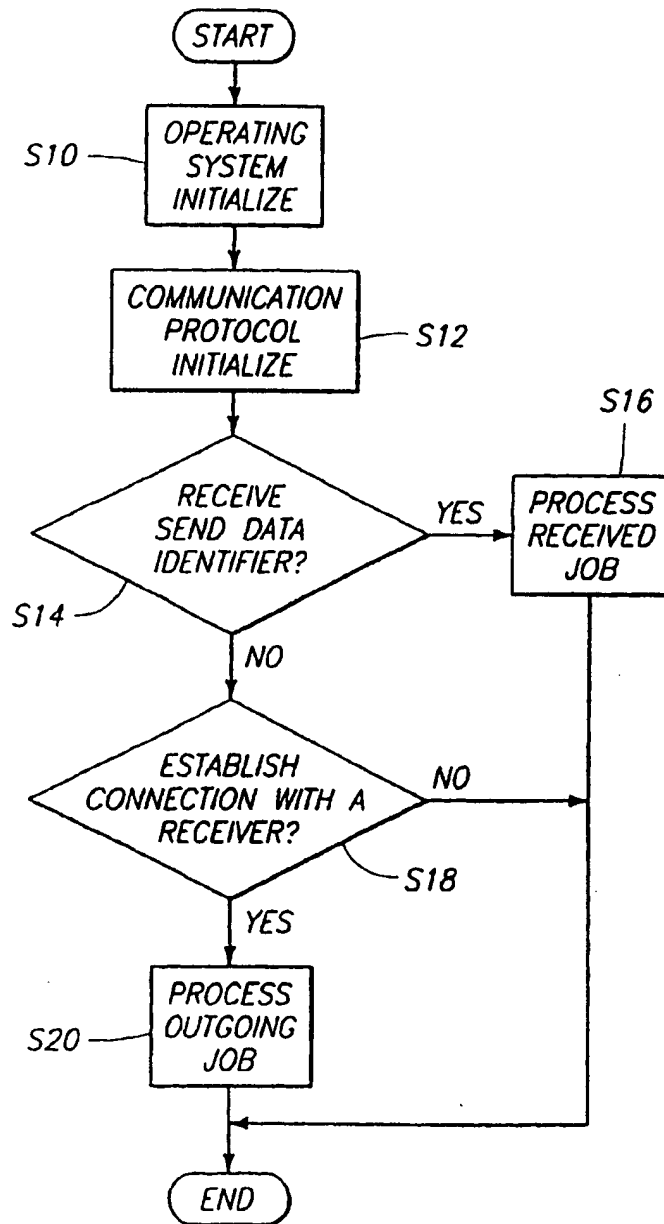 START
S10
OPERATING
SYSTEM
INITIALIZE
COMMUNICATION
PROTOCOL
INITIALIZE
S12
S16
RECEIVE
SEND DATA
IDENTIFIER?
YES
PROCESS
RECEIVED
JOB
S14
NO
ESTABLISH
CONNECTION WITH A
RECEIVER?
NO
S18
YES
PROCESS
OUTGOING
JOB
S20
END